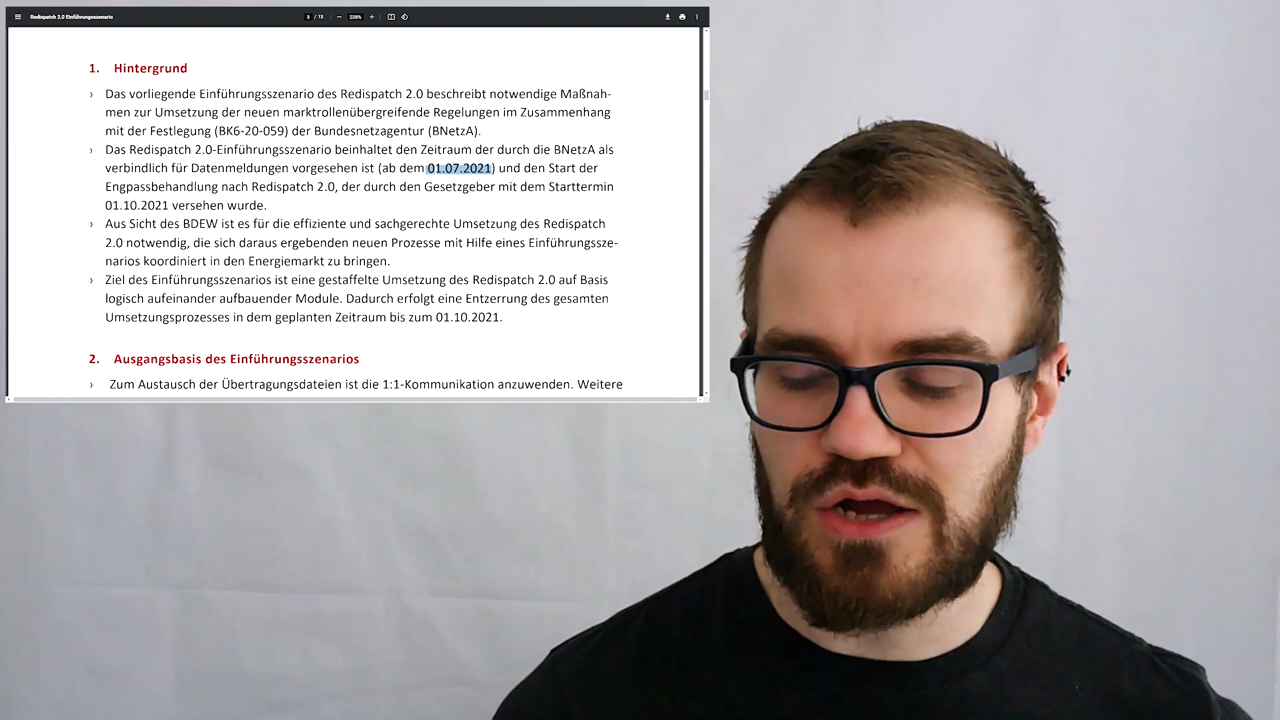 Redispatch 2.0 Einführungsszenario
3 / 13
238%
1. Hintergrund
› Das vorliegende Einführungsszenario des Redispatch 2.0 beschreibt notwendige Maßnah-
men zur Umsetzung der neuen marktrollenübergreifende Regelungen im Zusammenhang
mit der Festlegung (BK6-20-059) der Bundesnetzagentur (BNetzA).
› Das Redispatch 2.0-Einführungsszenario beinhaltet den Zeitraum der durch die BNetzA als
verbindlich für Datenmeldungen vorgesehen ist (ab dem 01.07.2021) und den Start der
Engpassbehandlung nach Redispatch 2.0, der durch den Gesetzgeber mit dem Starttermin
01.10.2021 versehen wurde.
› Aus Sicht des BDEW ist es für die effiziente und sachgerechte Umsetzung des Redispatch
2.0 notwendig, die sich daraus ergebenden neuen Prozesse mit Hilfe eines Einführungssze-
narios koordiniert in den Energiemarkt zu bringen.
› Ziel des Einführungsszenarios ist eine gestaffelte Umsetzung des Redispatch 2.0 auf Basis
logisch aufeinander aufbauender Module. Dadurch erfolgt eine Entzerrung des gesamten
Umsetzungsprozesses in dem geplanten Zeitraum bis zum 01.10.2021.
2. Ausgangsbasis des Einführungsszenarios
› Zum Austausch der Übertragungsdateien ist die 1:1-Kommunikation anzuwenden. Weitere